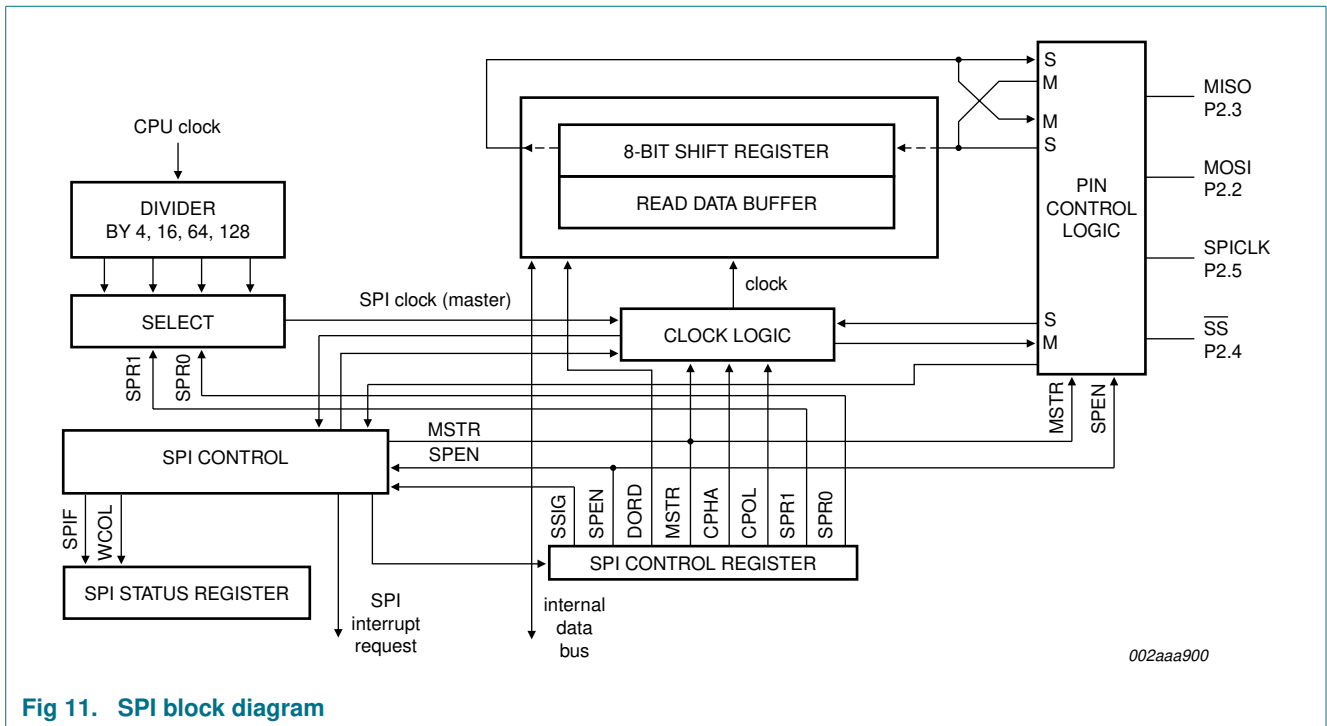 CPU clock
DIVIDER
BY 4, 16, 64, 128
SELECT
SPR1
SPR0
SPI clock (master)
8-BIT SHIFT REGISTER
READ DATA BUFFER
clock
CLOCK LOGIC
S
M
M
S
PIN
CONTROL
LOGIC
S
M
MISO
P2.3
MOSI
P2.2
SPICLK
P2.5
SS
P2.4
MSTR
SPEN
SPI CONTROL
MSTR
SPEN
SPIF
WCOL
SPI STATUS REGISTER
SSIG
SPEN
DORD
MSTR
CPHA
CPOL
SPR1
SPR0
SPI CONTROL REGISTER
SPI
interrupt
request
internal
data
bus
002aaa900
Fig 11. SPI block diagram